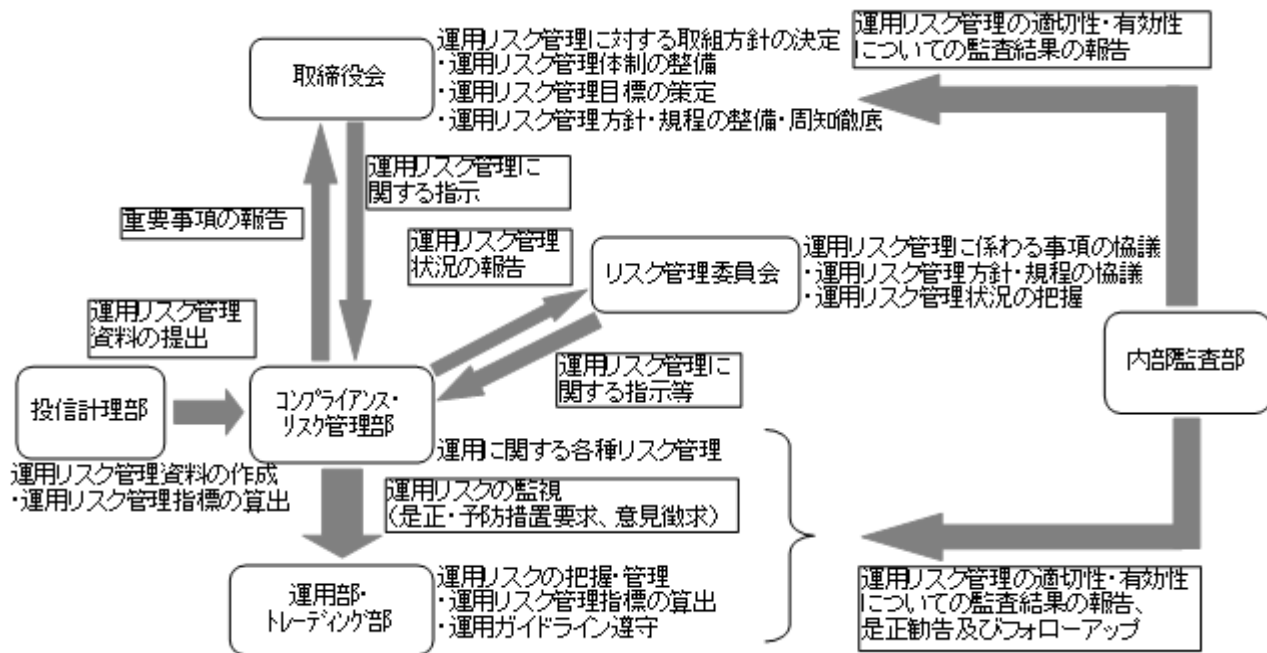 運用リスク管理に対する取組方針の決定
・運用リスク管理体制の整備
・運用リスク管理目標の策定
・運用リスク管理方針・規程の整備・周知徹底
取締役会
運用リスク管理の適切性・有効性
についての監査結果の報告
運用リスク管理に
関する指示
重要事項の報告
運用リスク管理
状況の報告
リスク管理委員会
運用リスク管理に係わる事項の協議
・運用リスク管理方針・規程の協議
・運用リスク管理状況の把握
運用リスク管理
資料の提出
運用リスク管理に
関する指示等
内部監査部
投信計理部
コンプライアンス・
リスク管理部
運用に関する各種リスク管理
運用リスク管理資料の作成
・運用リスク管理指標の算出
運用リスクの監視
(是正・予防措置要求、意見徴求)
運用部・
トレーディング部
運用リスクの把握・管理
・運用リスク管理指標の算出
・運用ガイドライン遵守
運用リスク管理の適切性・有効性
についての監査結果の報告、
是正勧告及びフォローアップ